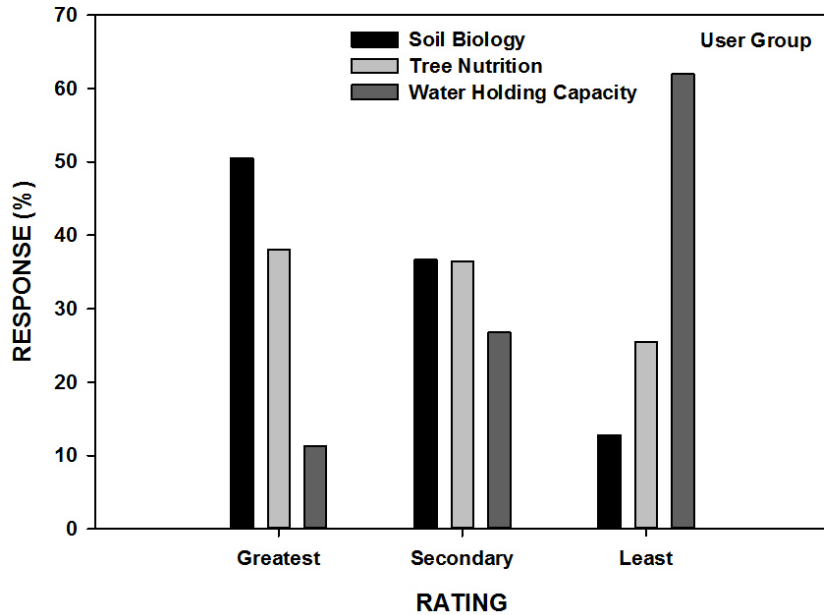 70
60
50
40
30
20
10
0
RESPONSE (%)
Soil Biology
Tree Nutrition
Water Holding Capacity
User Group
Greatest Secondary Least
RATING